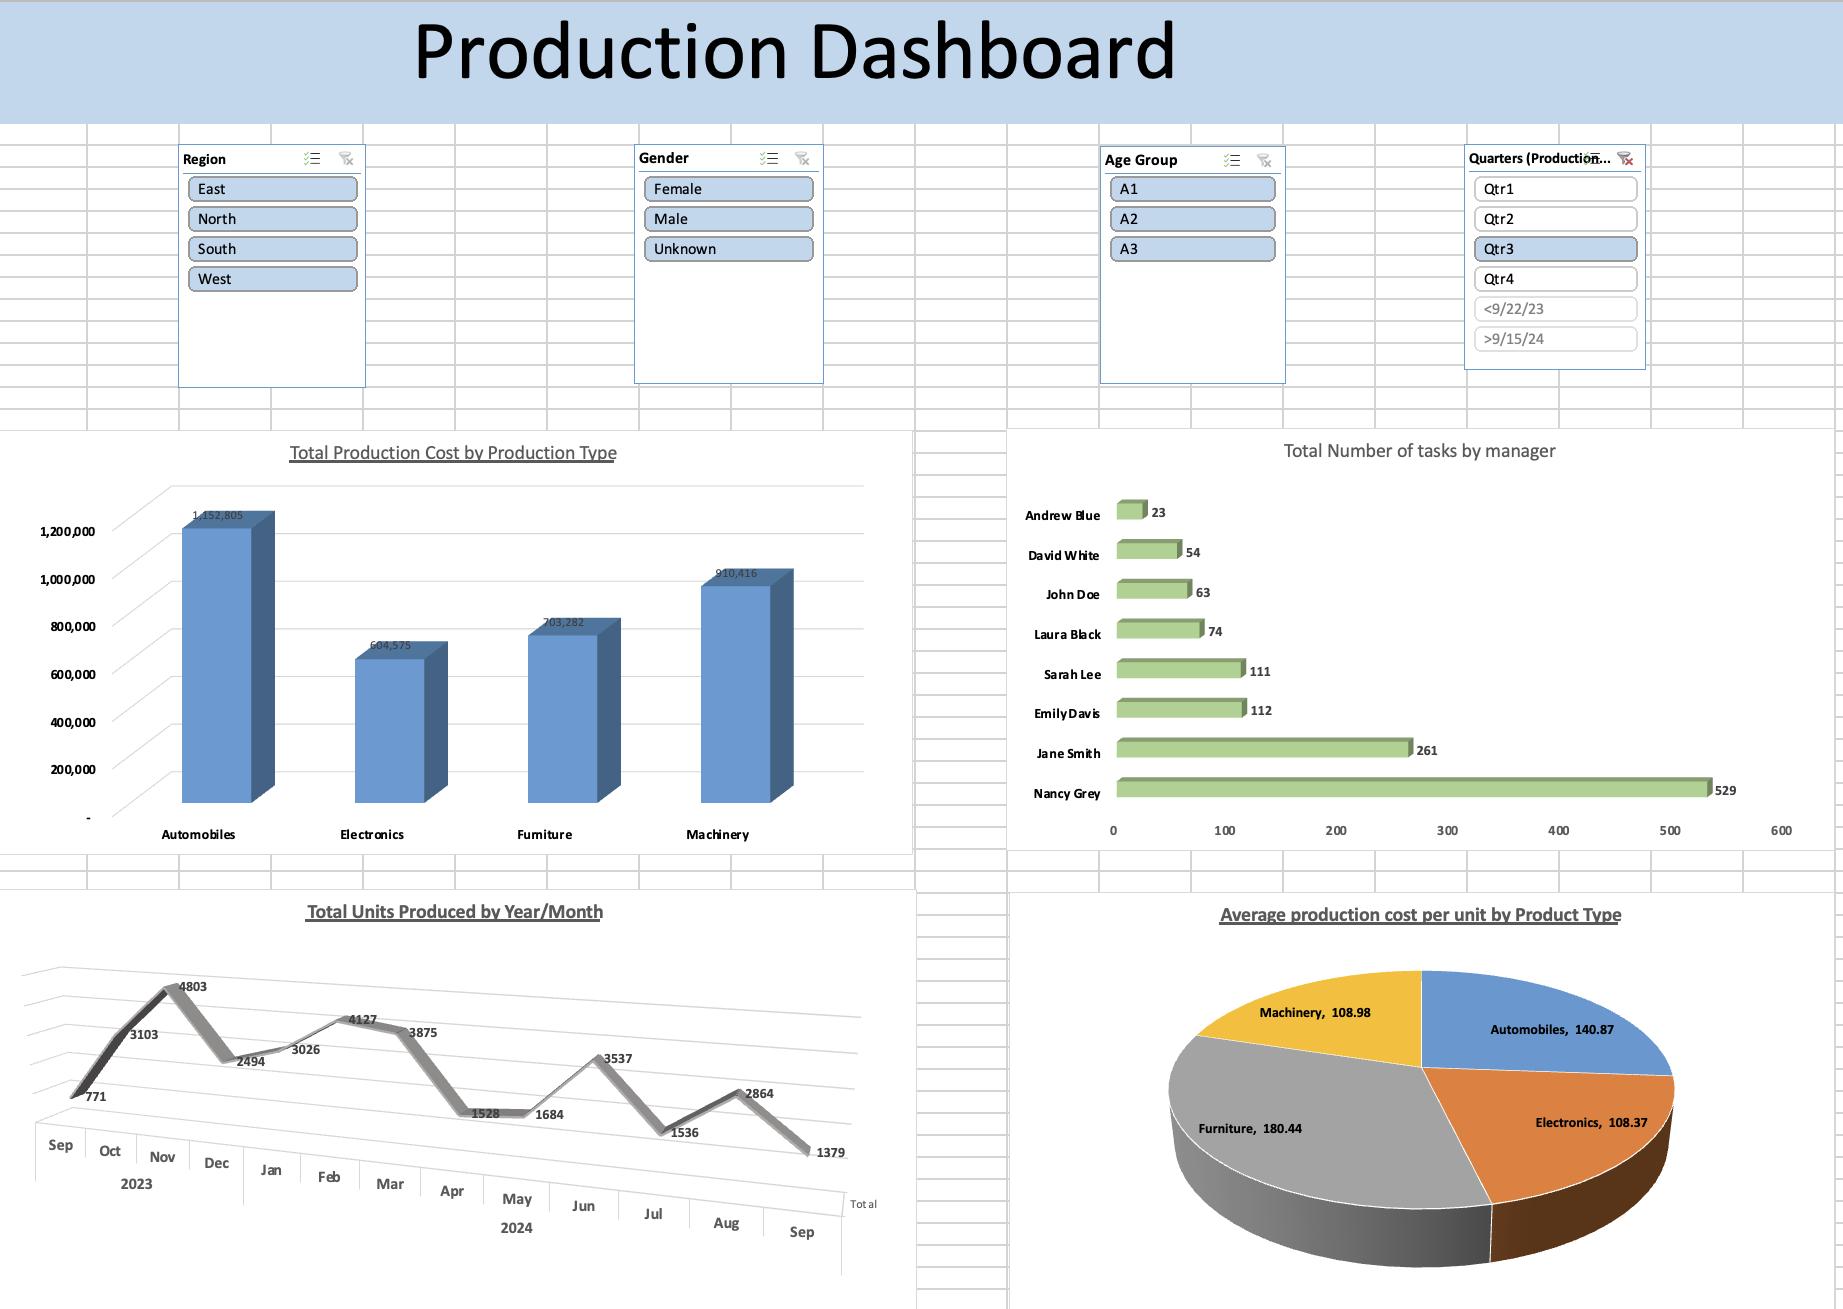 Production Dashboard
Region
East
North
South
West
Gender
Female
Male
Unknown
Age Group
A1
A2
A3
Quarters (Production...
Qtr1
Qtr2
Qtr3
Qtr4
<9/22/23
>9/15/24
Total Production Cost by Production Type
1,200,000
1,000,000
800,000
600,000
400,000
200,000
-
1,152,805
604,575
703,282
910,416
Automobiles Electronics Furniture Machinery
Total Number of tasks by manager
Andrew Blue 23
David White 54
John Doe 63
Laura Black 74
Sarah Lee 111
Emily Davis 112
Jane Smith 261
Nancy Grey 529
0 100 200 300 400 500 600
Total Units Produced by Year/Month
771 3103 4803 2494 3026 4127 3875 1528 1684 3537 1536 2864 1379
Sep Oct Nov Dec Jan Feb Mar Apr May Jun Jul Aug Sep
2023 2024
Total
Average production cost per unit by Product Type
Machinery, 108.98
Automobiles, 140.87
Electronics, 108.37
Furniture, 180.44